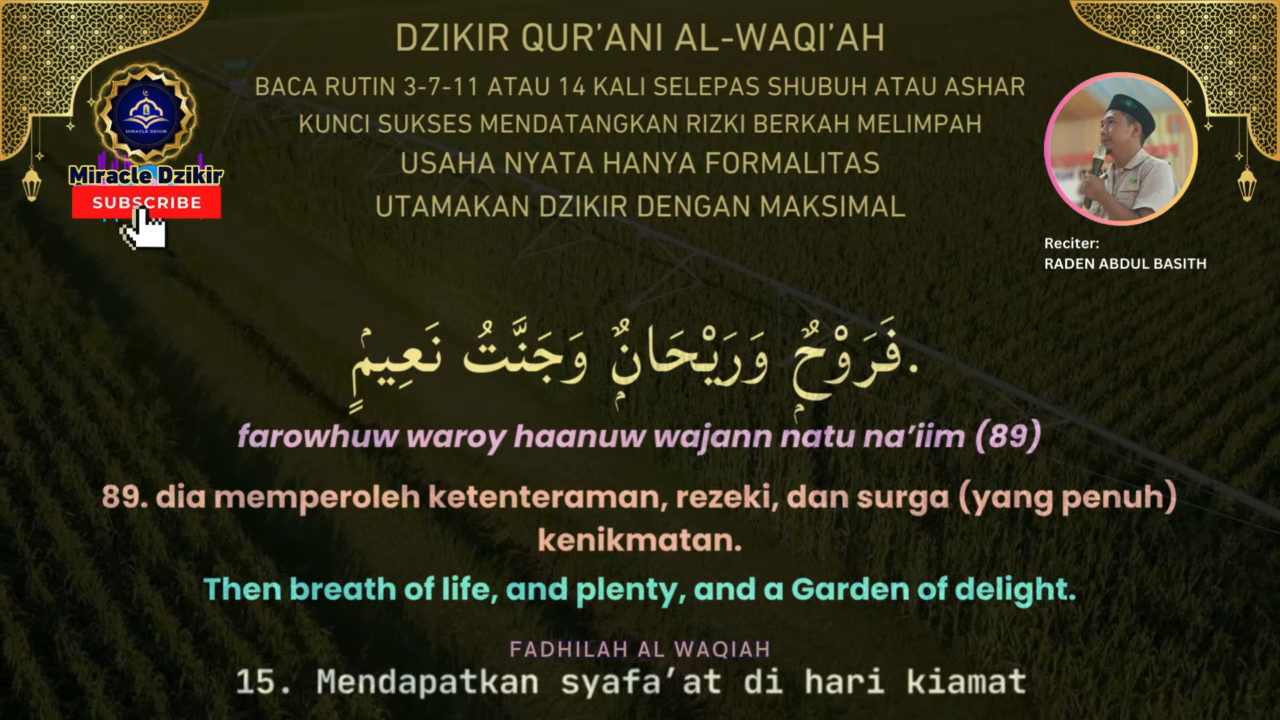 DZIKIR QUR’ANI AL-WAQI’AH
BACA RUTIN 3-7-11 ATAU 14 KALI SELEPAS SHUBUH ATAU ASHAR
KUNCI SUKSES MENDATANGKAN RIZKI BERKAH MELIMPAH
USAHA NYATA HANYA FORMALITAS
UTAMAKAN DZIKIR DENGAN MAKSIMAL
MIRACLE DZIKIR
Miracle Dzikir
SUBSCRIBE
Reciter:
RADEN ABDUL BASITH
فَرَوْحٌۭ وَرَيْحَانٌۭ وَجَنَّتُ نَعِيمٍۢ.
farowhuw waroy haanuw wajann natu na’iim (89)
89. dia memperoleh ketenteraman, rezeki, dan surga (yang penuh)
kenikmatan.
Then breath of life, and plenty, and a Garden of delight.
FADHILAH AL WAQIAH
15. Mendapatkan syafa’at di hari kiamat